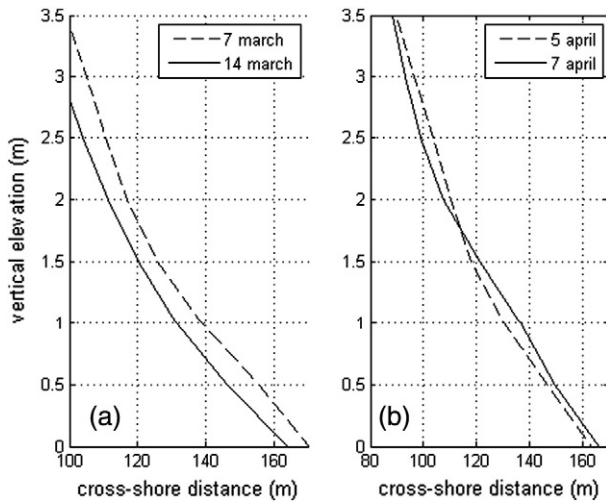 3.5
3
2.5
2
1.5
1
0.5
0
100 120 140 160
vertical elevation (m)
cross-shore distance (m)
7 march
14 march
(a)
3.5
3
2.5
2
1.5
1
0.5
0
80 100 120 140 160
cross-shore distance (m)
5 april
7 april
(b)